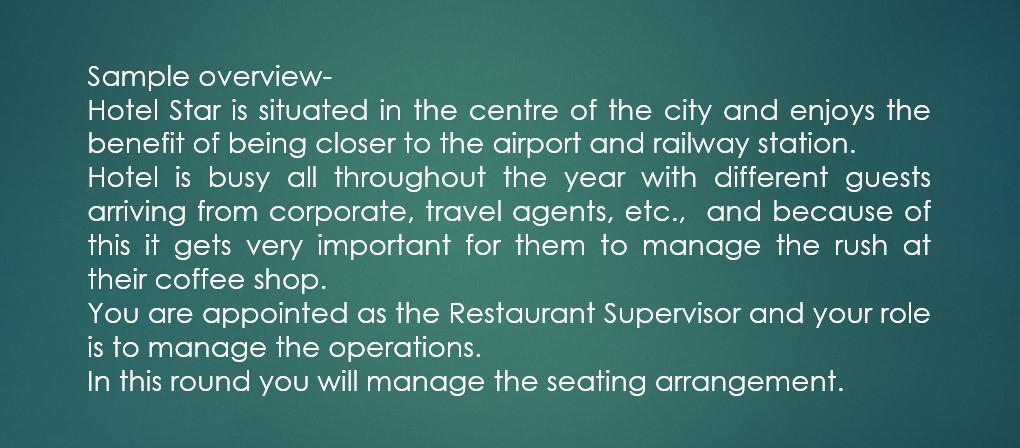 Sample overview-
Hotel Star is situated in the centre of the city and enjoys the
benefit of being closer to the airport and railway station.
Hotel is busy all throughout the year with different guests
arriving from corporate, travel agents, etc., and because of
this it gets very important for them to manage the rush at
their coffee shop.
You are appointed as the Restaurant Supervisor and your role
is to manage the operations.
In this round you will manage the seating arrangement.